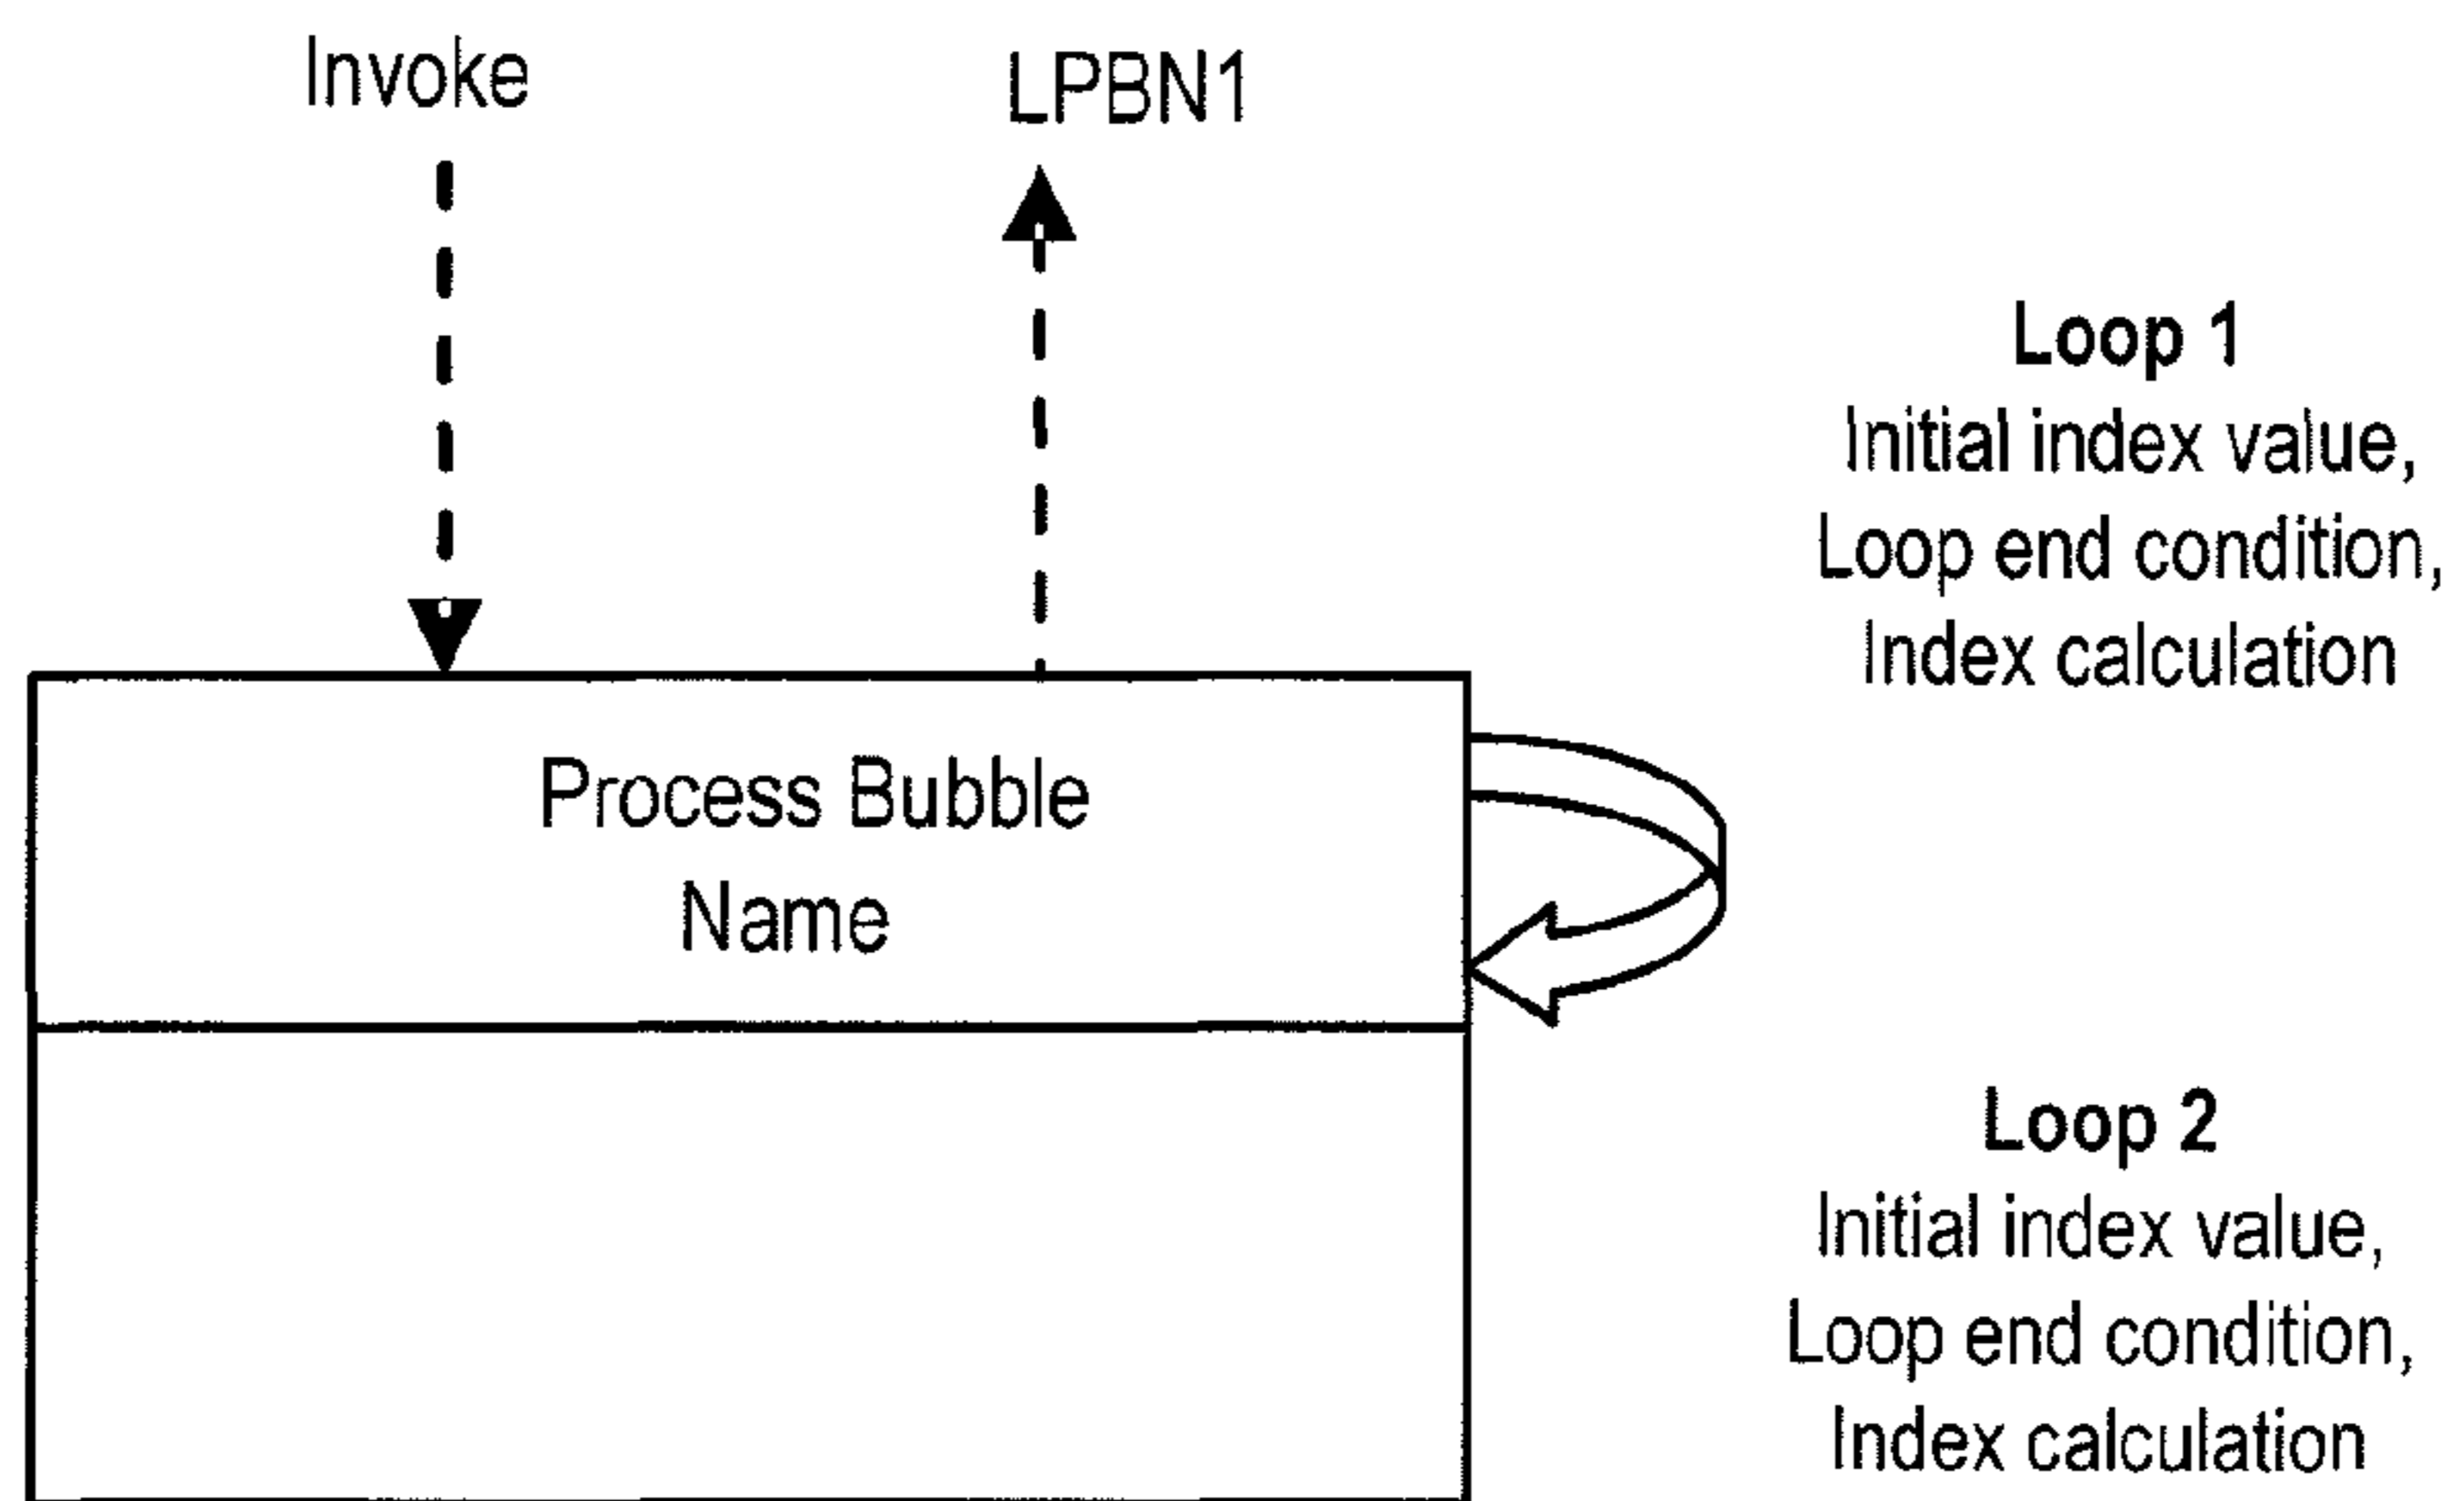 Invoke
LPBN1
Loop 1
Initial index value,
Loop end condition,
Index calculation
Process Bubble
Name
Loop 2
Initial index value,
Loop end condition,
Index calculation